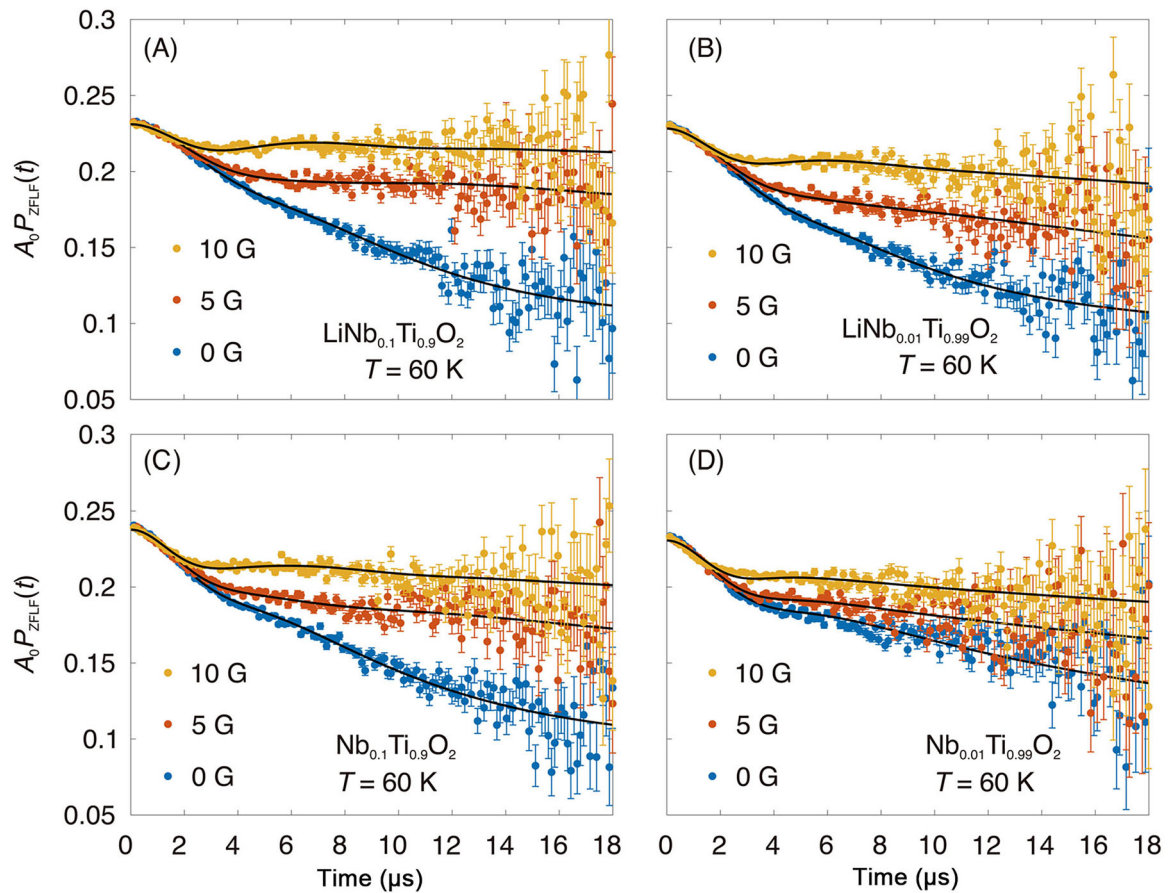 0.3
(A)
(B)
0.25
0.2
0.15
0.1
0.05
A₀P_ZFLF(t)
10 G
5 G
0 G
LiNb₀.₁Ti₀.₉O₂
T = 60 K
10 G
5 G
0 G
LiNb₀.₀₁Ti₀.₉₉O₂
T = 60 K
0.3
(C)
(D)
0.25
0.2
0.15
0.1
0.05
A₀P_ZFLF(t)
10 G
5 G
0 G
Nb₀.₁Ti₀.₉O₂
T = 60 K
10 G
5 G
0 G
Nb₀.₀₁Ti₀.₉₉O₂
T = 60 K
0 2 4 6 8 10 12 14 16 18
0 2 4 6 8 10 12 14 16 18
Time (μs)
Time (μs)